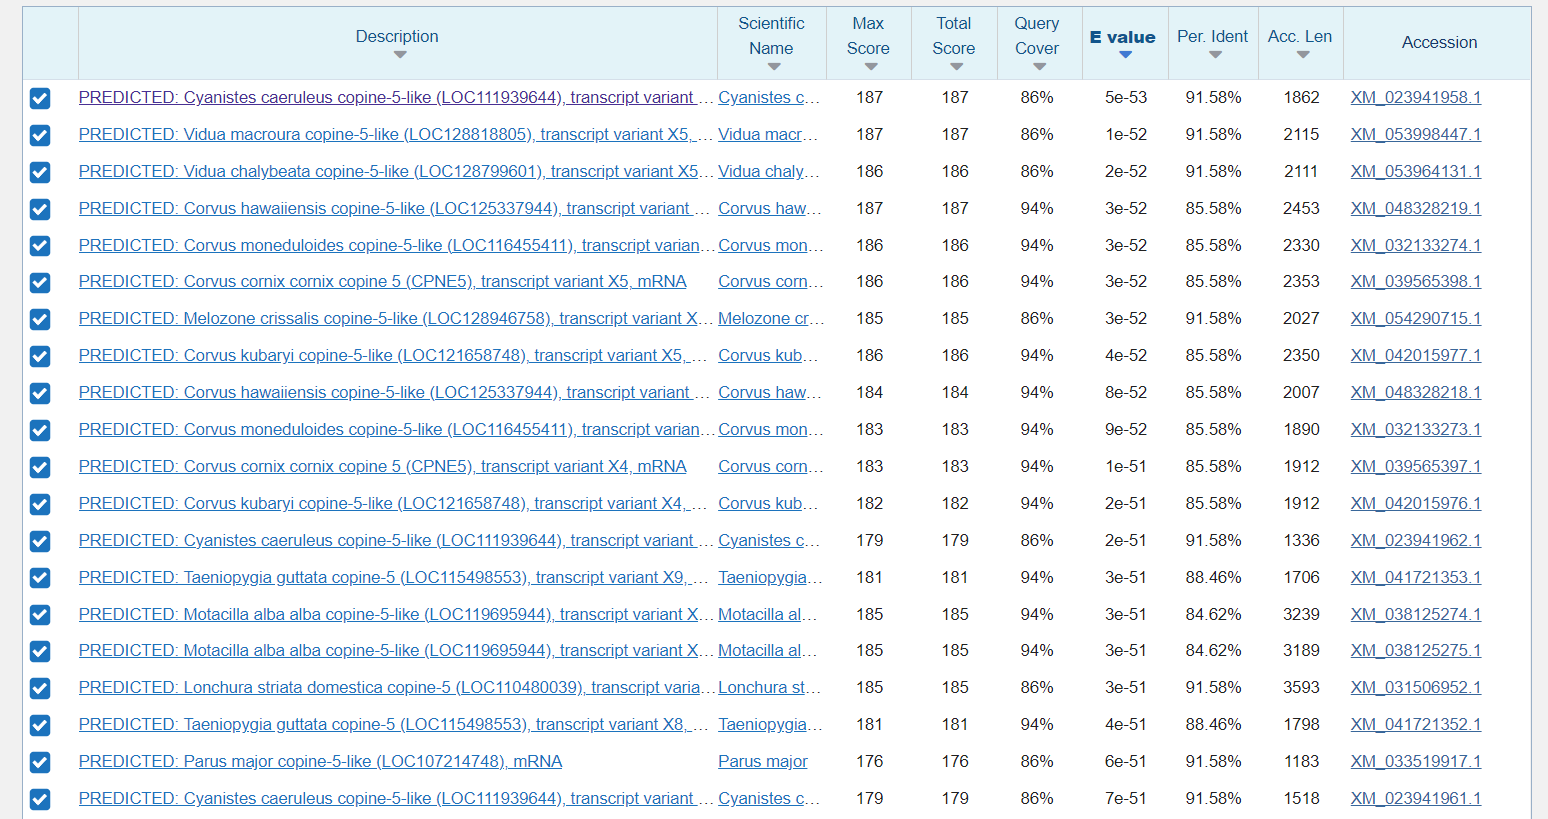 Description Scientific Name Max Score Total Score Query Cover E value Per. Ident Acc. Len Accession
PREDICTED: Cyanistes caeruleus copine-5-like (LOC111939644), transcript variant ... Cyanistes c... 187 187 86% 5e-53 91.58% 1862 XM_023941958.1
PREDICTED: Vidua macroura copine-5-like (LOC128818805), transcript variant X5, ... Vidua macr... 187 187 86% 1e-52 91.58% 2115 XM_053998447.1
PREDICTED: Vidua chalybeata copine-5-like (LOC128799601), transcript variant X5... Vidua chaly... 186 186 86% 2e-52 91.58% 2111 XM_053964131.1
PREDICTED: Corvus hawaiiensis copine-5-like (LOC125337944), transcript variant ... Corvus haw... 187 187 94% 3e-52 85.58% 2453 XM_048328219.1
PREDICTED: Corvus moneduloides copine-5-like (LOC116455411), transcript varian... Corvus mon... 186 186 94% 3e-52 85.58% 2330 XM_032133274.1
PREDICTED: Corvus cornix cornix copine 5 (CPNE5), transcript variant X5, mRNA Corvus corn... 186 186 94% 3e-52 85.58% 2353 XM_039565398.1
PREDICTED: Melozone crissalis copine-5-like (LOC128946758), transcript variant X... Melozone cr... 185 185 86% 3e-52 91.58% 2027 XM_054290715.1
PREDICTED: Corvus kubaryi copine-5-like (LOC121658748), transcript variant X5, ... Corvus kub... 186 186 94% 4e-52 85.58% 2350 XM_042015977.1
PREDICTED: Corvus hawaiiensis copine-5-like (LOC125337944), transcript variant ... Corvus haw... 184 184 94% 8e-52 85.58% 2007 XM_048328218.1
PREDICTED: Corvus moneduloides copine-5-like (LOC116455411), transcript varian... Corvus mon... 183 183 94% 9e-52 85.58% 1890 XM_032133273.1
PREDICTED: Corvus cornix cornix copine 5 (CPNE5), transcript variant X4, mRNA Corvus corn... 183 183 94% 1e-51 85.58% 1912 XM_039565397.1
PREDICTED: Corvus kubaryi copine-5-like (LOC121658748), transcript variant X4, ... Corvus kub... 182 182 94% 2e-51 85.58% 1912 XM_042015976.1
PREDICTED: Cyanistes caeruleus copine-5-like (LOC111939644), transcript variant ... Cyanistes c... 179 179 86% 2e-51 91.58% 1336 XM_023941962.1
PREDICTED: Taeniopygia guttata copine-5 (LOC115498553), transcript variant X9, ... Taeniopygia... 181 181 94% 3e-51 88.46% 1706 XM_041721353.1
PREDICTED: Motacilla alba alba copine-5-like (LOC119695944), transcript variant X... Motacilla al... 185 185 94% 3e-51 84.62% 3239 XM_038125274.1
PREDICTED: Motacilla alba alba copine-5-like (LOC119695944), transcript variant X... Motacilla al... 185 185 94% 3e-51 84.62% 3189 XM_038125275.1
PREDICTED: Lonchura striata domestica copine-5 (LOC110480039), transcript varia... Lonchura st... 185 185 86% 3e-51 91.58% 3593 XM_031506952.1
PREDICTED: Taeniopygia guttata copine-5 (LOC115498553), transcript variant X8, ... Taeniopygia... 181 181 94% 4e-51 88.46% 1798 XM_041721352.1
PREDICTED: Parus major copine-5-like (LOC107214748), mRNA Parus major 176 176 86% 6e-51 91.58% 1183 XM_033519917.1
PREDICTED: Cyanistes caeruleus copine-5-like (LOC111939644), transcript variant ... Cyanistes c... 179 179 86% 7e-51 91.58% 1518 XM_023941961.1